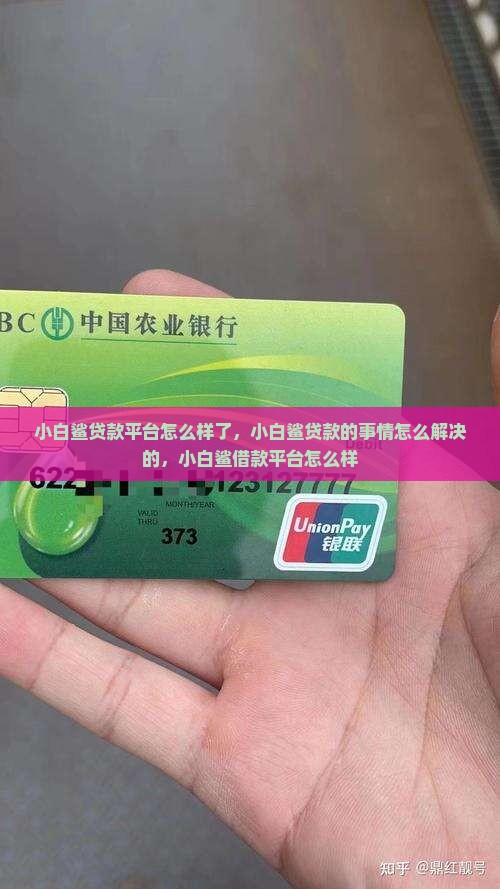 BC 中国农业银行
小白鲨贷款平台怎么样了，小白鲨贷款的事情怎么解决
的，小白鲨借款平台怎么样
Debit
622 123127777
MONTH/YEAR
VALID
THRU
373
UnionPay
银联
知乎 @鼎红靓号